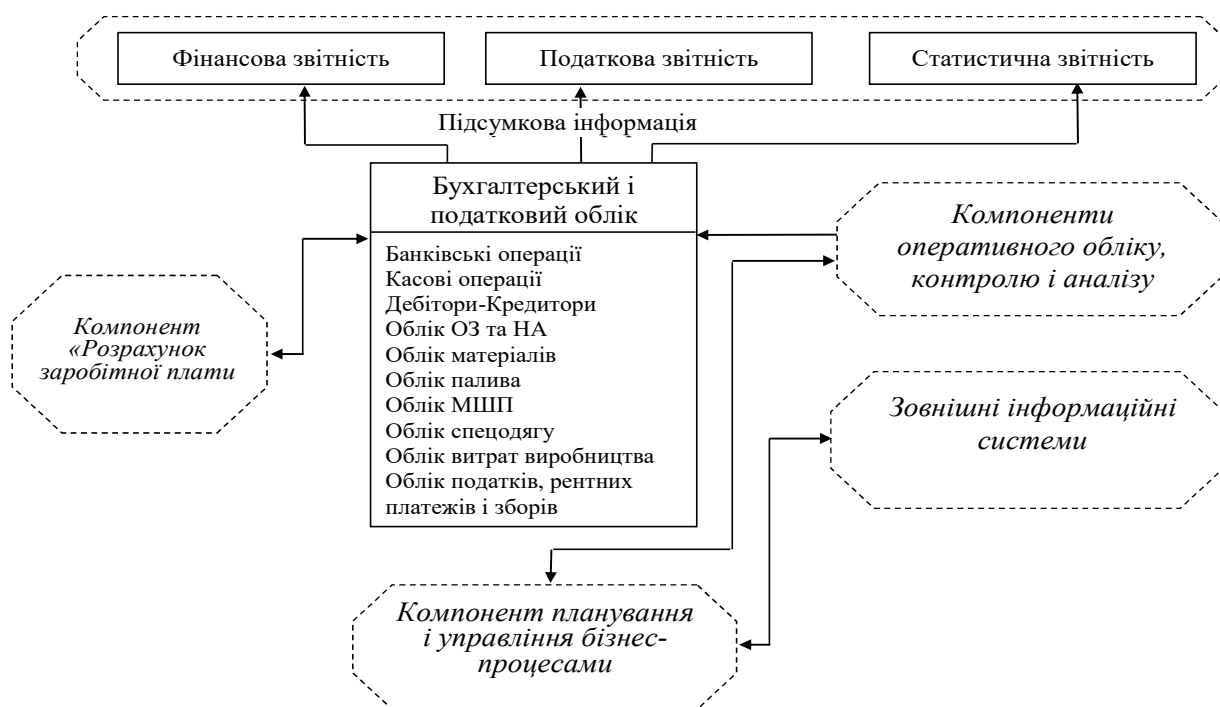 Фінансова звітність
Податкова звітність
Статистична звітність
Підсумкова інформація
Бухгалтерський і
податковий облік
Банківські операції
Касові операції
Дебітори-Кредитори
Облік ОЗ та НА
Облік матеріалів
Облік палива
Облік МШП
Облік спецодягу
Облік витрат виробництва
Облік податків, рентних
платежів і зборів
Компонент
«Розрахунок
заробітної плати
Компоненти
оперативного обліку,
контролю і аналізу
Зовнішні інформаційні
системи
Компонент планування
і управління бізнес-
процесами